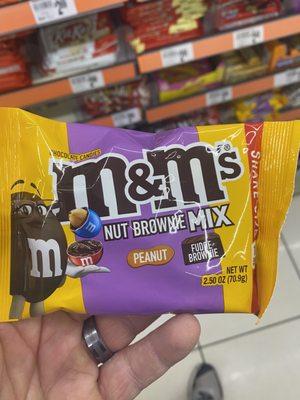 CHOCOLATE CANDIES
m&m's
NUT BROWNIE MIX
PEANUT
FUDGE
BROWNIE
SHARE SIZE
NET WT
2.50 OZ (70.9g)
m
m